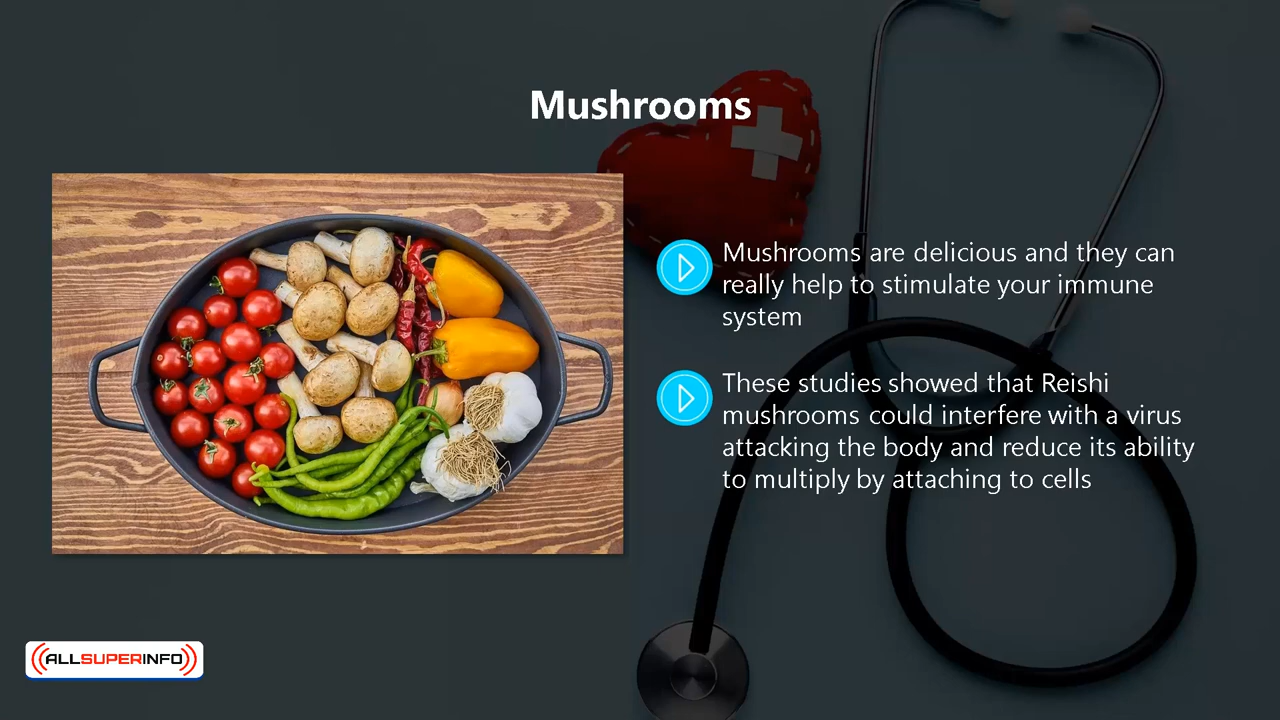 Mushrooms
Mushrooms are delicious and they can
really help to stimulate your immune
system
These studies showed that Reishi
mushrooms could interfere with a virus
attacking the body and reduce its ability
to multiply by attaching to cells
ALLSUPERINFO